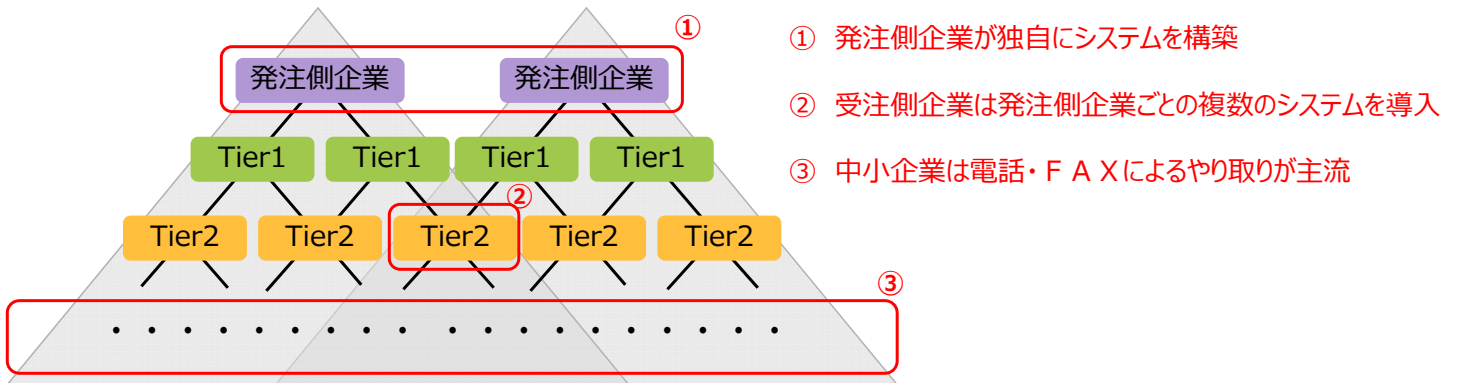 ①
発注側企業 発注側企業
Tier1 Tier1 Tier1 Tier1
②
Tier2 Tier2 Tier2 Tier2 Tier2
③
・・・・・・・・・ ・・・・・・・・・・
① 発注側企業が独自にシステムを構築
② 受注側企業は発注側企業ごとの複数のシステムを導入
③ 中小企業は電話・ＦＡＸによるやり取りが主流